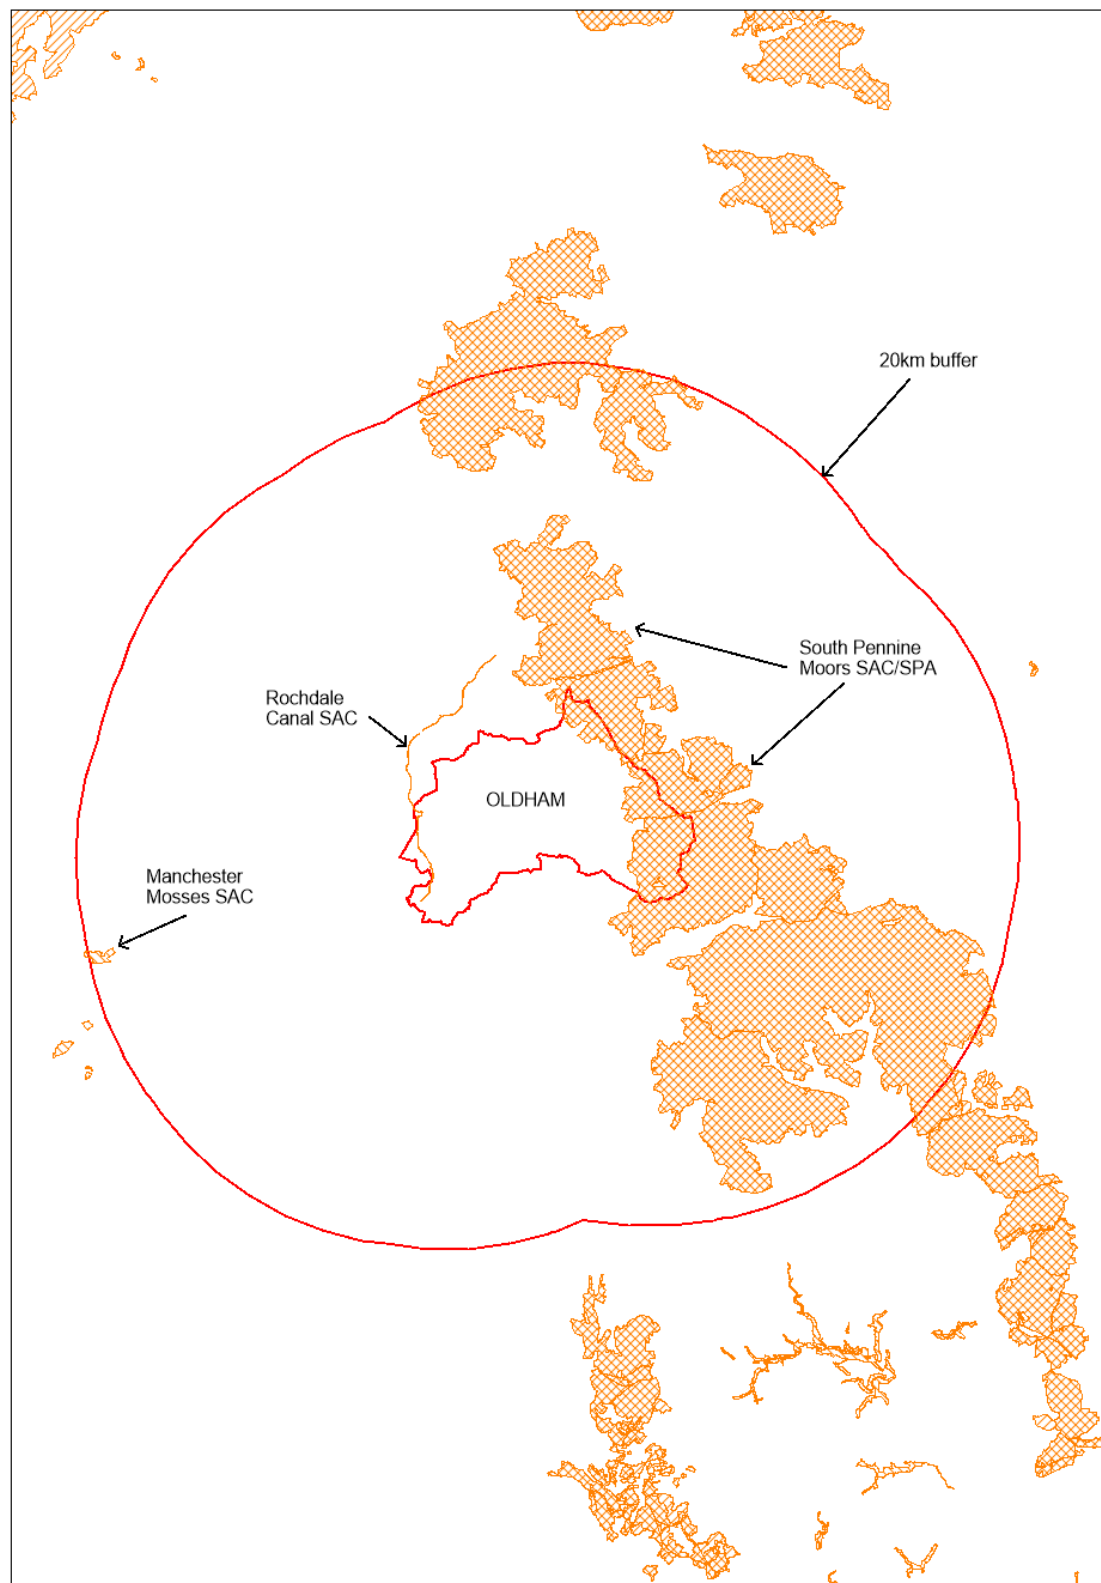 20km buffer
South Pennine
Moors SAC/SPA
Rochdale
Canal SAC
OLDHAM
Manchester
Mosses SAC